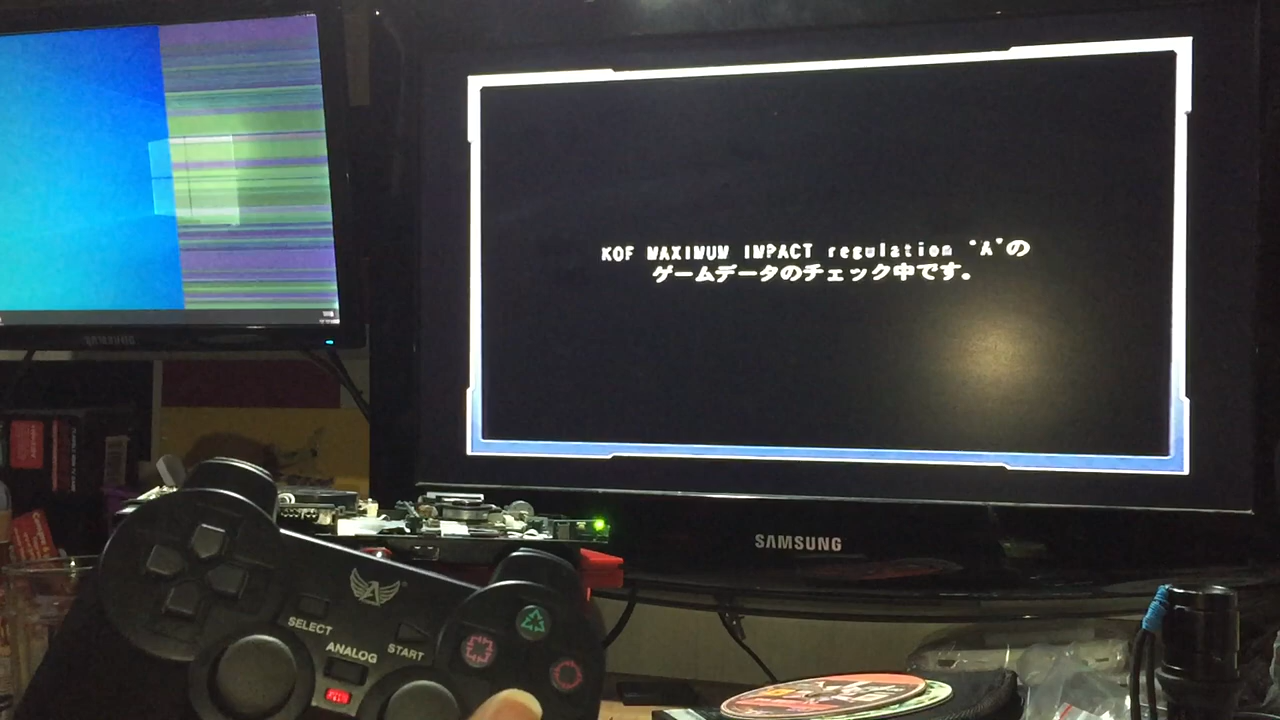 KOF MAXIMUM IMPACT regulation “A”の
ゲームデータのチェック中です。
SAMSUNG
SAMSUNG
SELECT
ANALOG
START